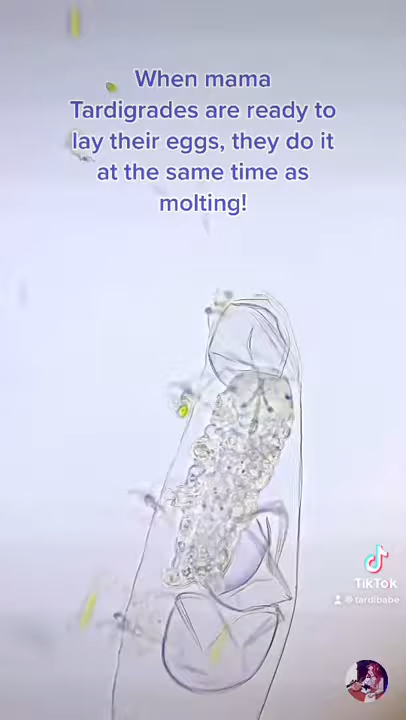 When mama
Tardigrades are ready to
lay their eggs, they do it
at the same time as
molting!
TikTok
@ tardibabe